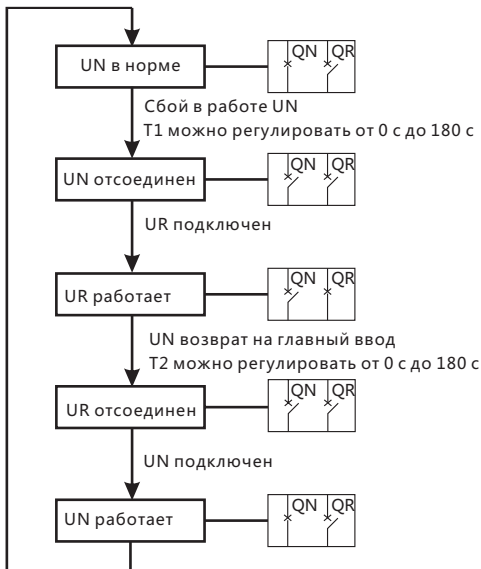 QN QR
UN в норме
Сбой в работе UN
T1 можно регулировать от 0 с до 180 с
QN QR
UN отсоединен
UR подключен
QN QR
UR работает
UN возврат на главный ввод
T2 можно регулировать от 0 с до 180 с
QN QR
UR отсоединен
UN подключен
QN QR
UN работает